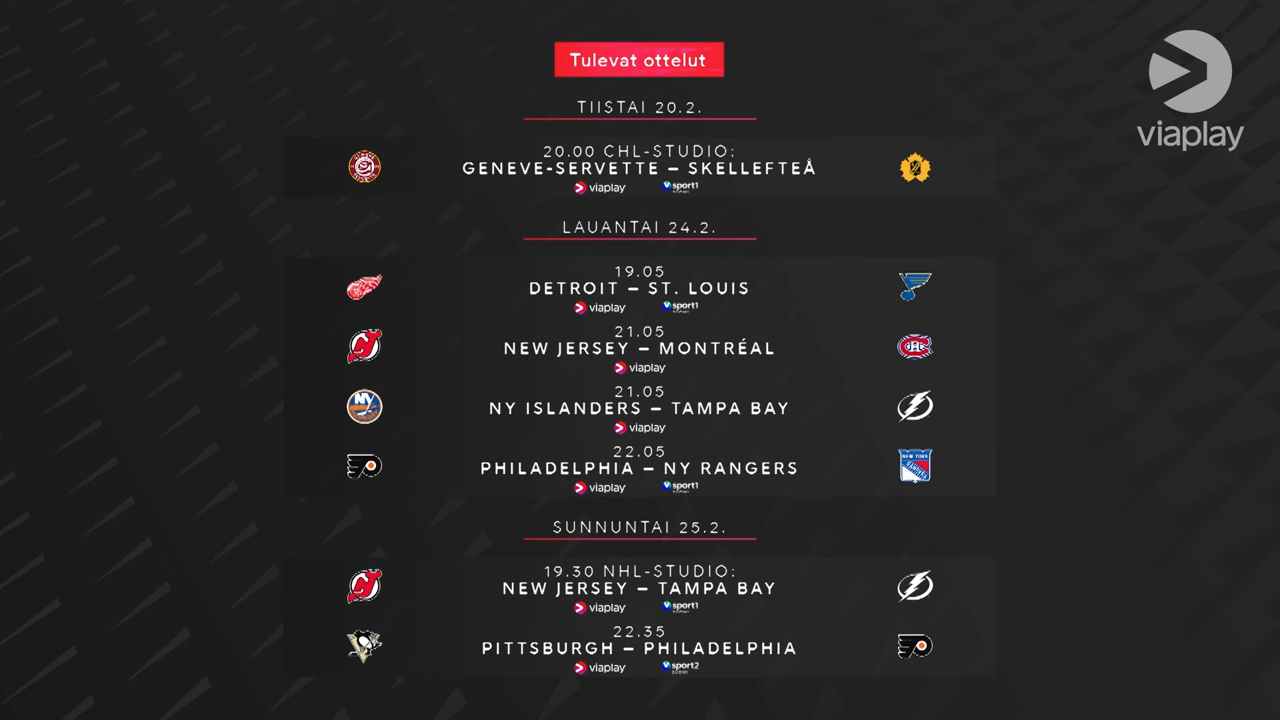 Tulevat ottelut
viaplay
TIISTAI 20.2.
20.00 CHL-STUDIO:
GENEVE-SERVETTE – SKELLEFTEÅ
viaplay V sport1
LAUANTAI 24.2.
19.05
DETROIT – ST. LOUIS
viaplay V sport1
21.05
NEW JERSEY – MONTRÉAL
viaplay
21.05
NY ISLANDERS – TAMPA BAY
viaplay
22.05
PHILADELPHIA – NY RANGERS
viaplay V sport1
SUNNUNTAI 25.2.
19.30 NHL-STUDIO:
NEW JERSEY – TAMPA BAY
viaplay V sport1
22.35
PITTSBURGH – PHILADELPHIA
viaplay V sport2
SUOMI